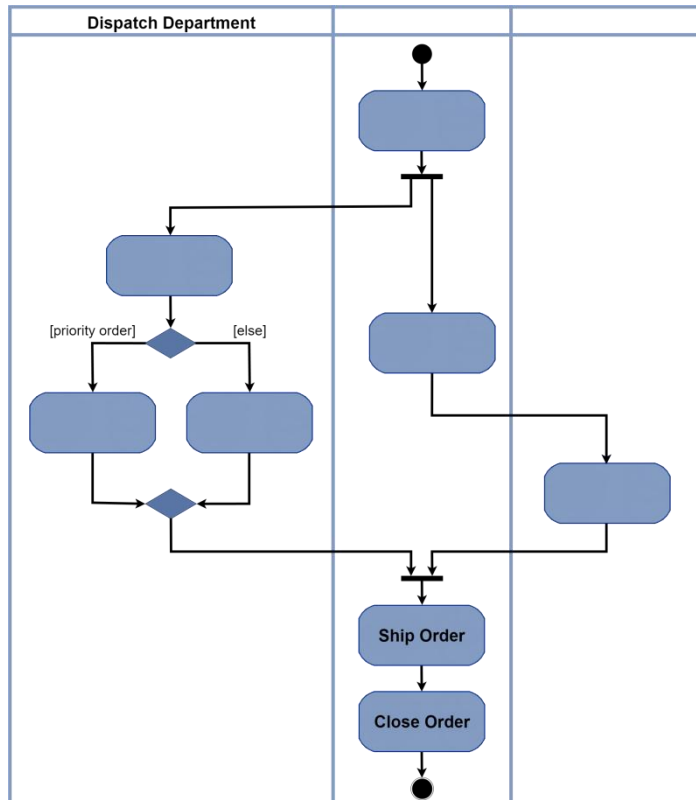 Dispatch Department
[priority order]
[else]
Ship Order
Close Order